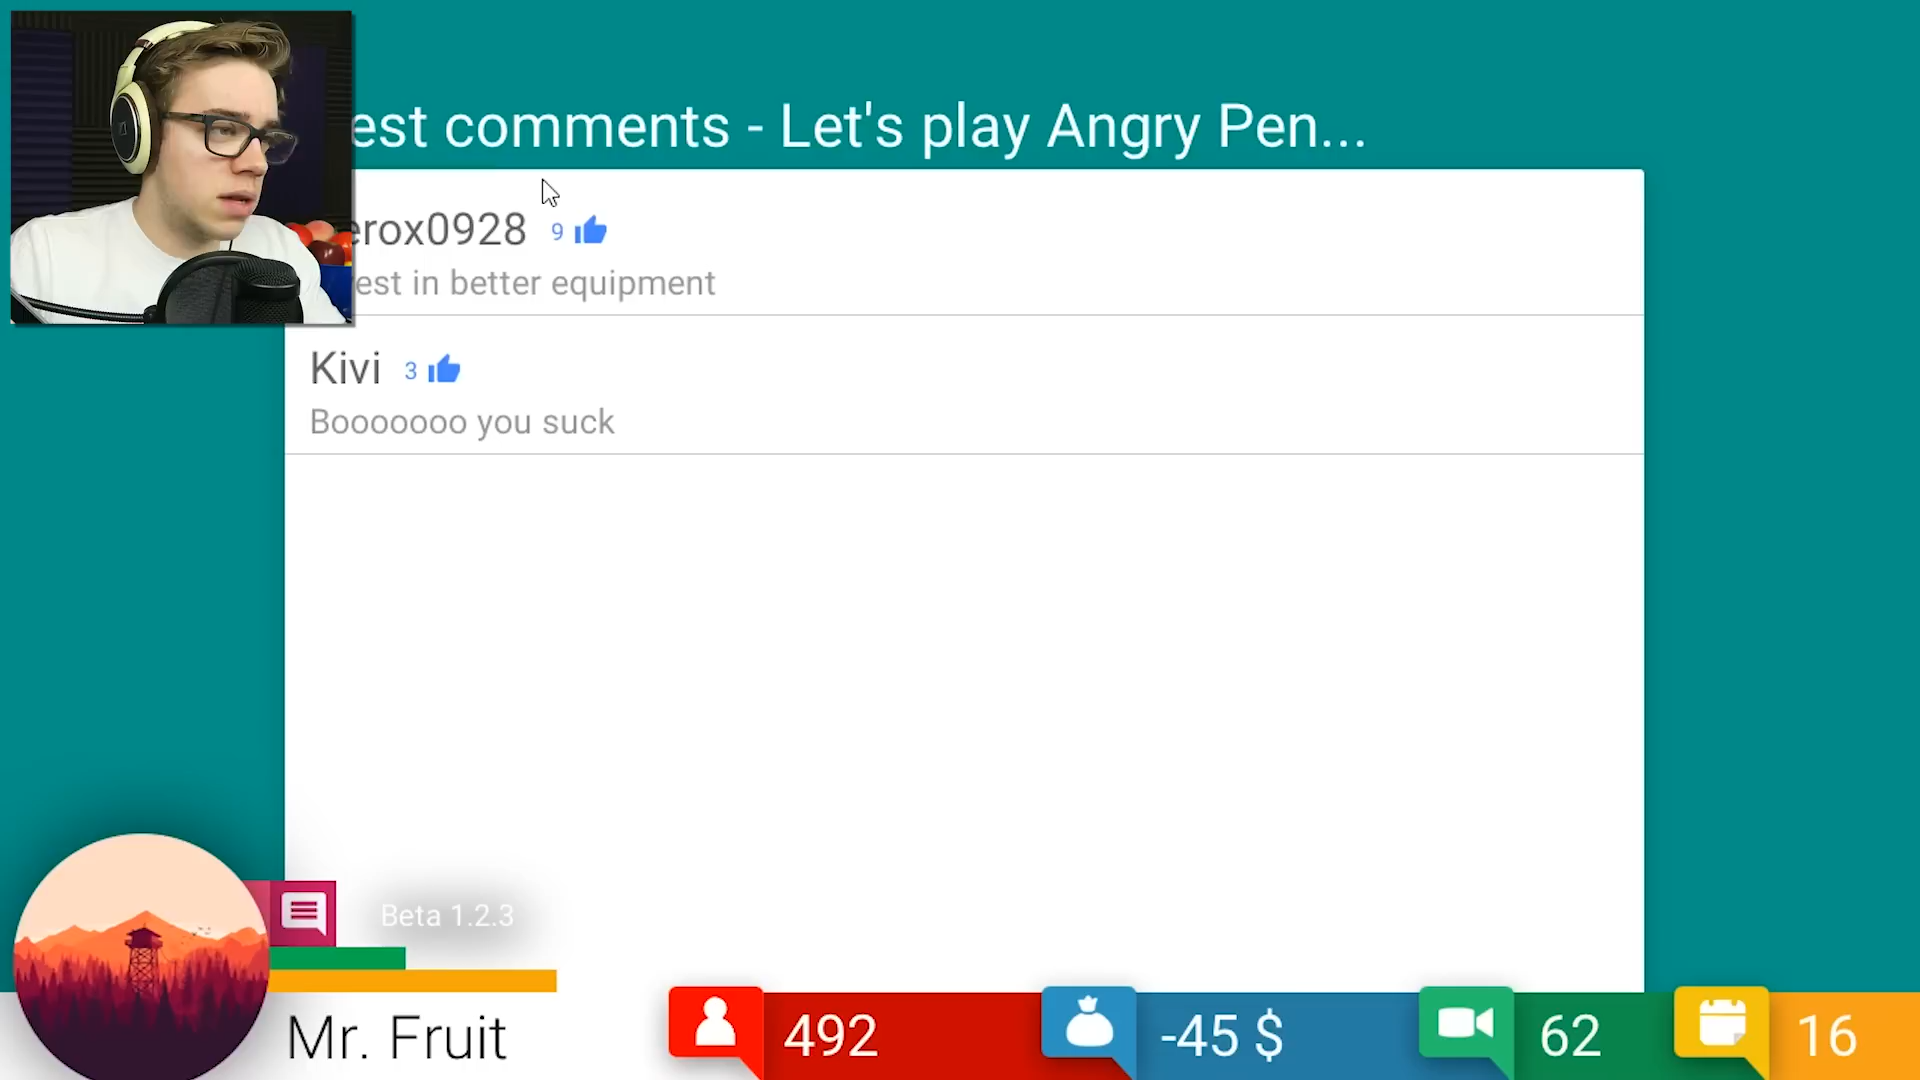 est comments - Let's play Angry Pen...
erox0928 9
est in better equipment
Kivi 3
Booooooo you suck
Beta 1.2.3
Mr. Fruit
492
-45 $
62
16